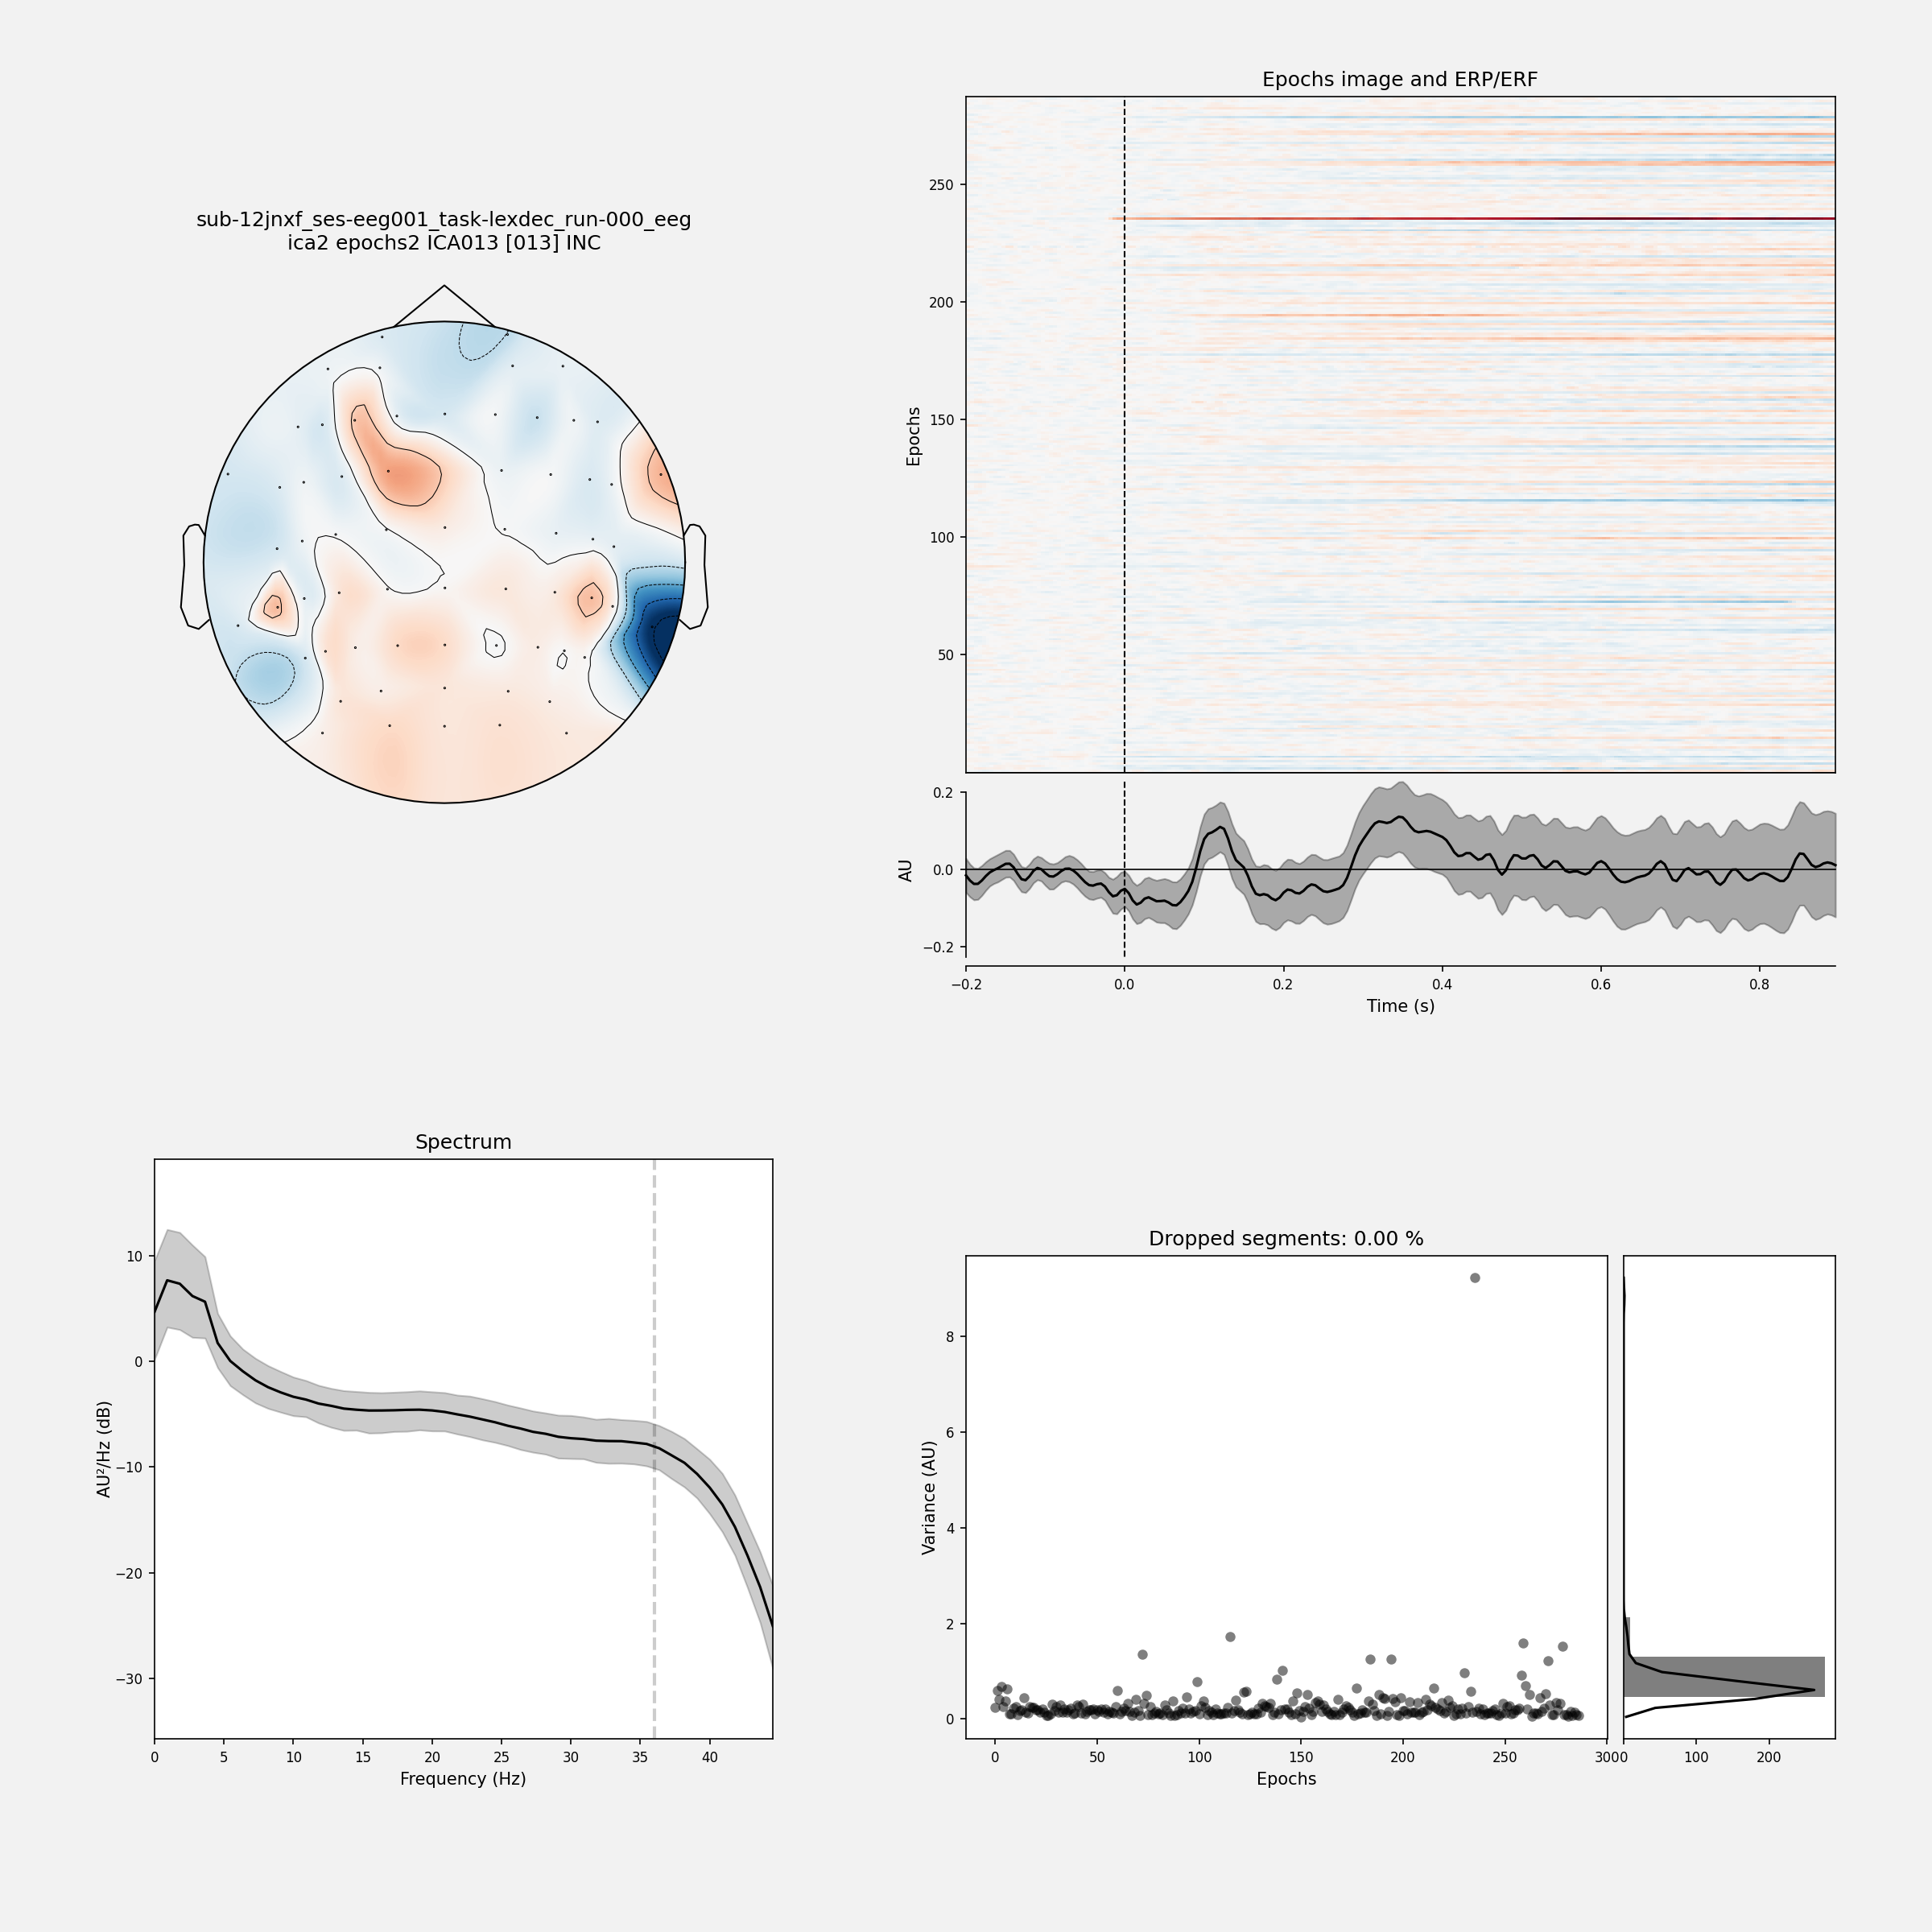 sub-12jnxf_ses-eeg001_task-lexdec_run-000_eeg
ica2 epochs2 ICA013 [013] INC
Epochs image and ERP/ERF
Epochs
250
200
150
100
50
AU
0.2
0.0
−0.2
−0.2 0.0 0.2 0.4 0.6 0.8
Time (s)
Spectrum
AU²/Hz (dB)
10
0
−10
−20
−30
0 5 10 15 20 25 30 35 40
Frequency (Hz)
Dropped segments: 0.00 %
Variance (AU)
8
6
4
2
0
0 50 100 150 200 250 300
Epochs
0 100 200